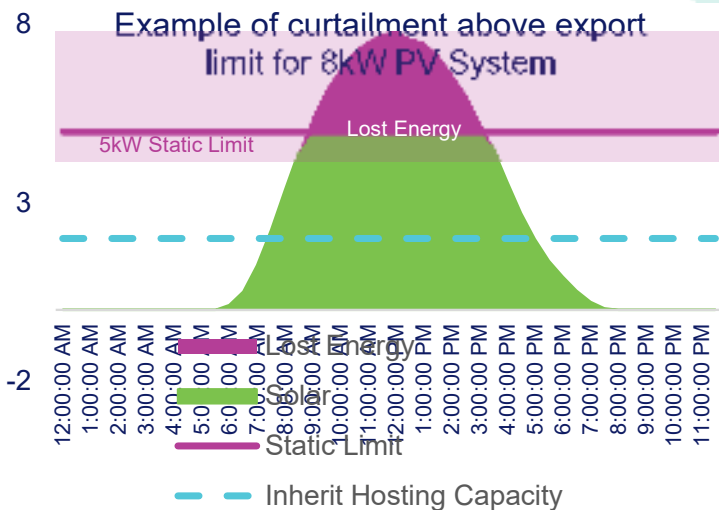 Example of curtailment above export
limit for 8kW PV System
8
Lost Energy
5kW Static Limit
3
-2
12:00:00 AM
1:00:00 AM
2:00:00 AM
3:00:00 AM
4:00:00 AM
5:00:00 AM
6:00:00 AM
7:00:00 AM
8:00:00 AM
9:00:00 AM
10:00:00 AM
11:00:00 AM
12:00:00 PM
1:00:00 PM
2:00:00 PM
3:00:00 PM
4:00:00 PM
5:00:00 PM
6:00:00 PM
7:00:00 PM
8:00:00 PM
9:00:00 PM
10:00:00 PM
11:00:00 PM
Lost Energy
Solar
Static Limit
Inherit Hosting Capacity